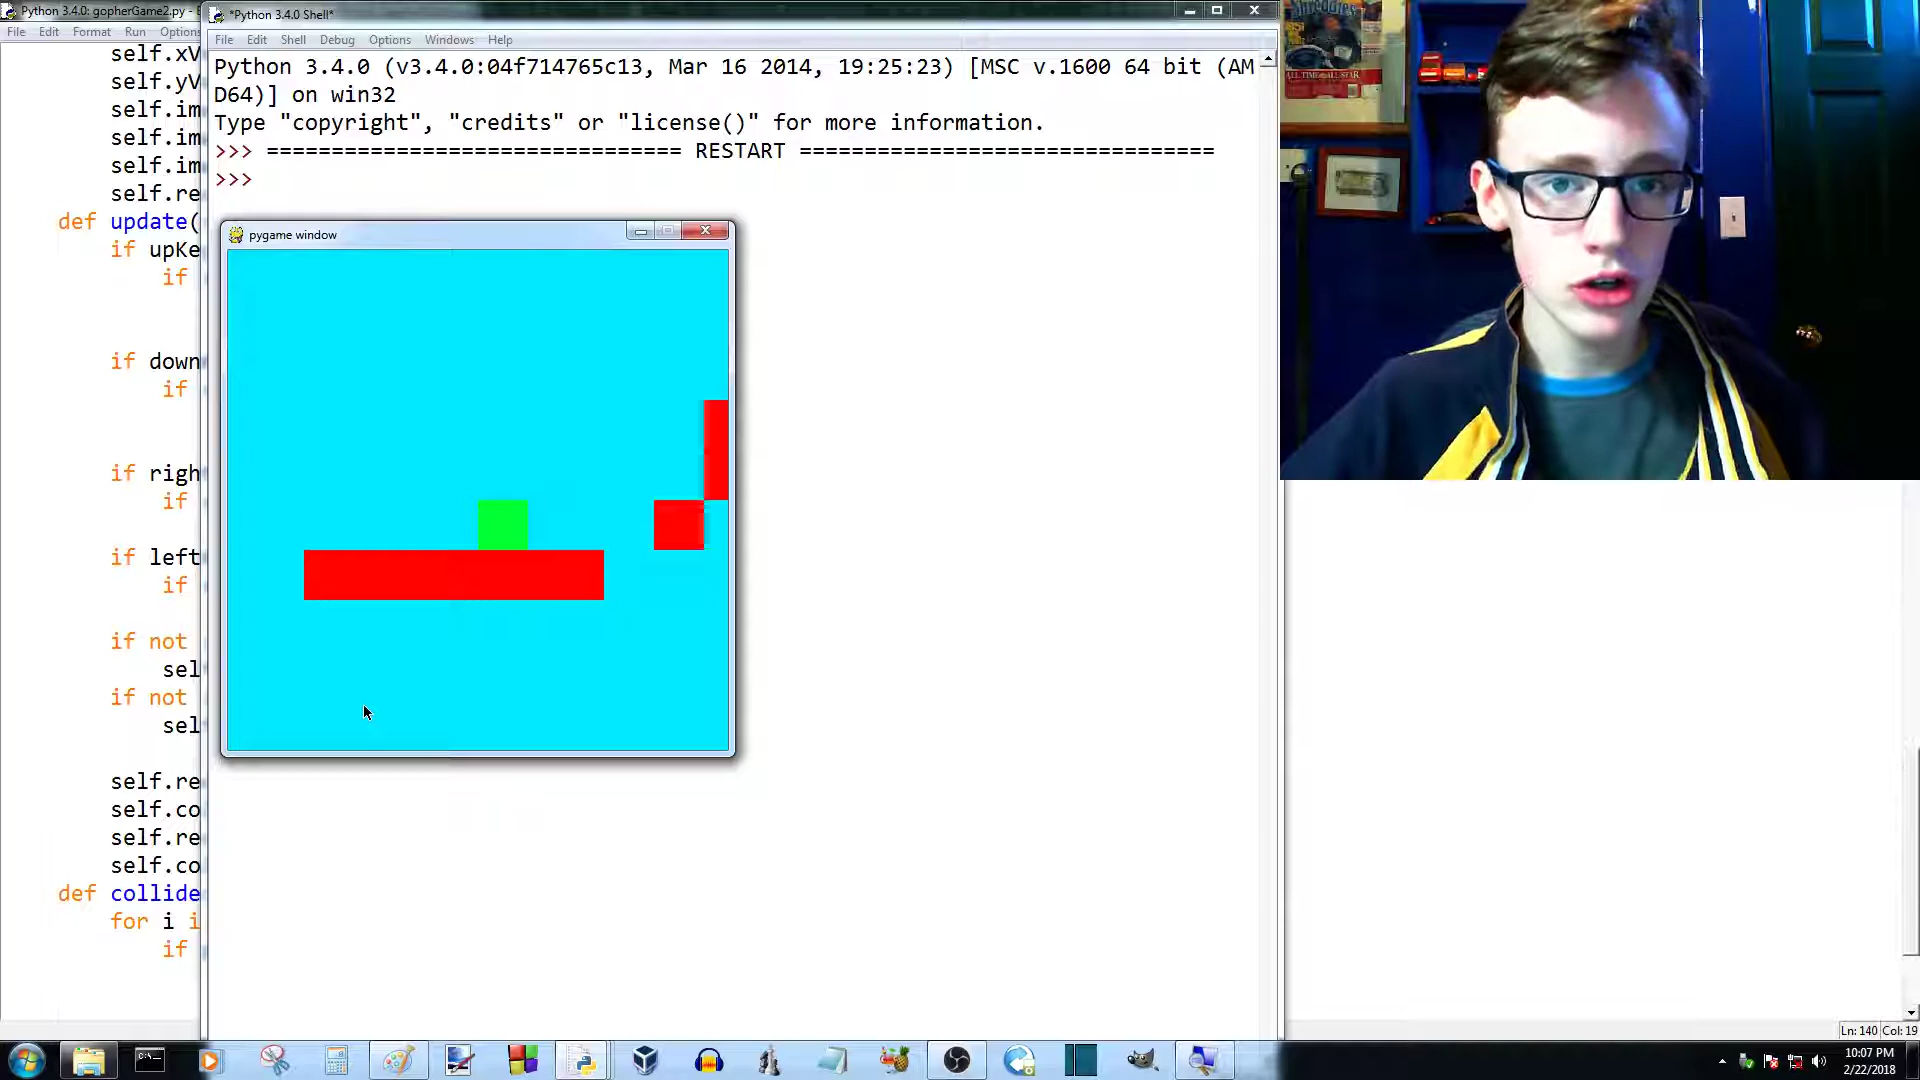 Python 3.4.0: gopherGame2.py -
File Edit Format Run Options
self.xV
self.yV
self.im
self.im
self.im
self.re
def update(
if upKe
if
if down
if
if righ
if
if left
if
if not
sel
if not
sel
self.re
self.co
self.re
self.co
def collide
for i i
if
*Python 3.4.0 Shell*
File Edit Shell Debug Options Windows Help
Python 3.4.0 (v3.4.0:04f714765c13, Mar 16 2014, 19:25:23) [MSC v.1600 64 bit (AM
D64)] on win32
Type "copyright", "credits" or "license()" for more information.
>>> ================================ RESTART ================================
>>>
pygame window
ALL TIME ALL-STAR
Ln: 140 Col: 19
10:07 PM
2/22/2018